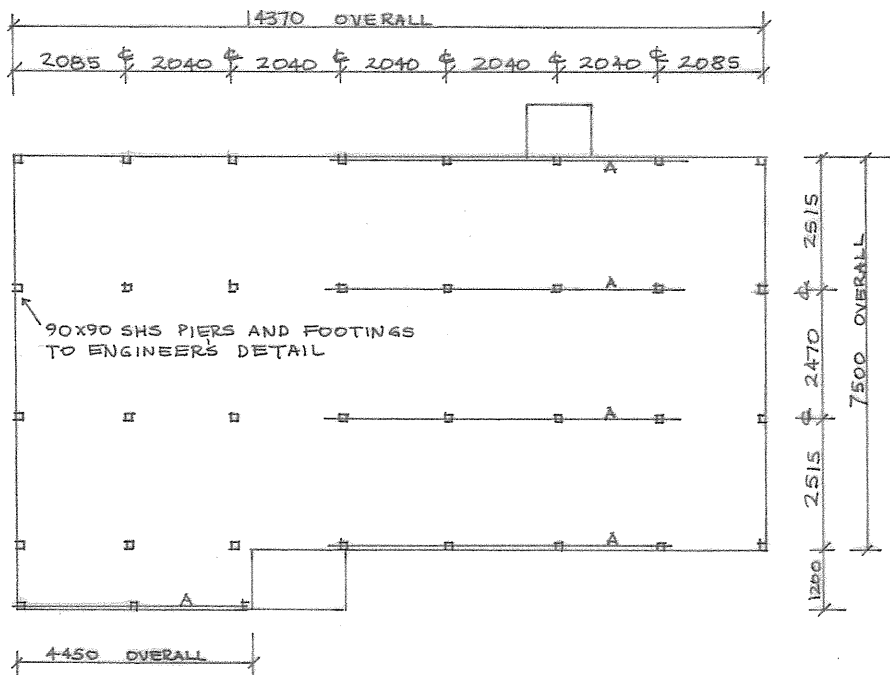 14370 OVERALL
2085 ℄ 2040 ℄ 2040 ℄ 2040 ℄ 2040 ℄ 2040 ℄ 2085
A
2515
A
℄
90x90 SHS PIERS AND FOOTINGS
TO ENGINEER'S DETAIL
2470
7500 OVERALL
A
℄
2515
A
1200
A
4450 OVERALL